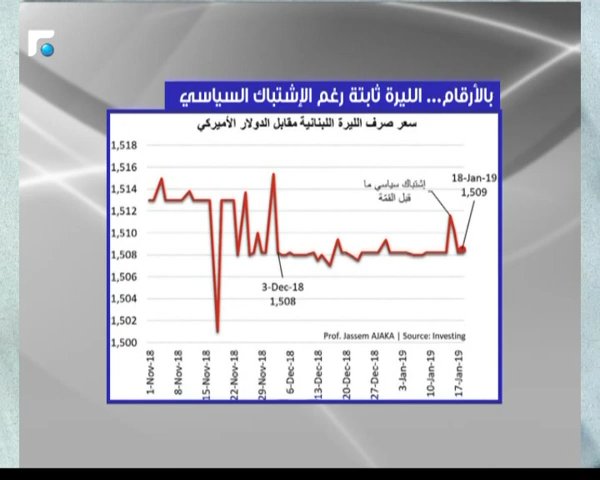 بالأرقام... الليرة ثابتة رغم الإشتباك السياسي
سعر صرف الليرة اللبنانية مقابل الدولار الأميركي
1,518
1,516
1,514
1,512
1,510
1,508
1,506
1,504
1,502
1,500
إشتباك سياسي ما
قبل القمة
18-Jan-19
1,509
3-Dec-18
1,508
Prof. Jassem AJAKA | Source: Investing
1-Nov-18
8-Nov-18
15-Nov-18
22-Nov-18
29-Nov-18
6-Dec-18
13-Dec-18
20-Dec-18
27-Dec-18
3-Jan-19
10-Jan-19
17-Jan-19